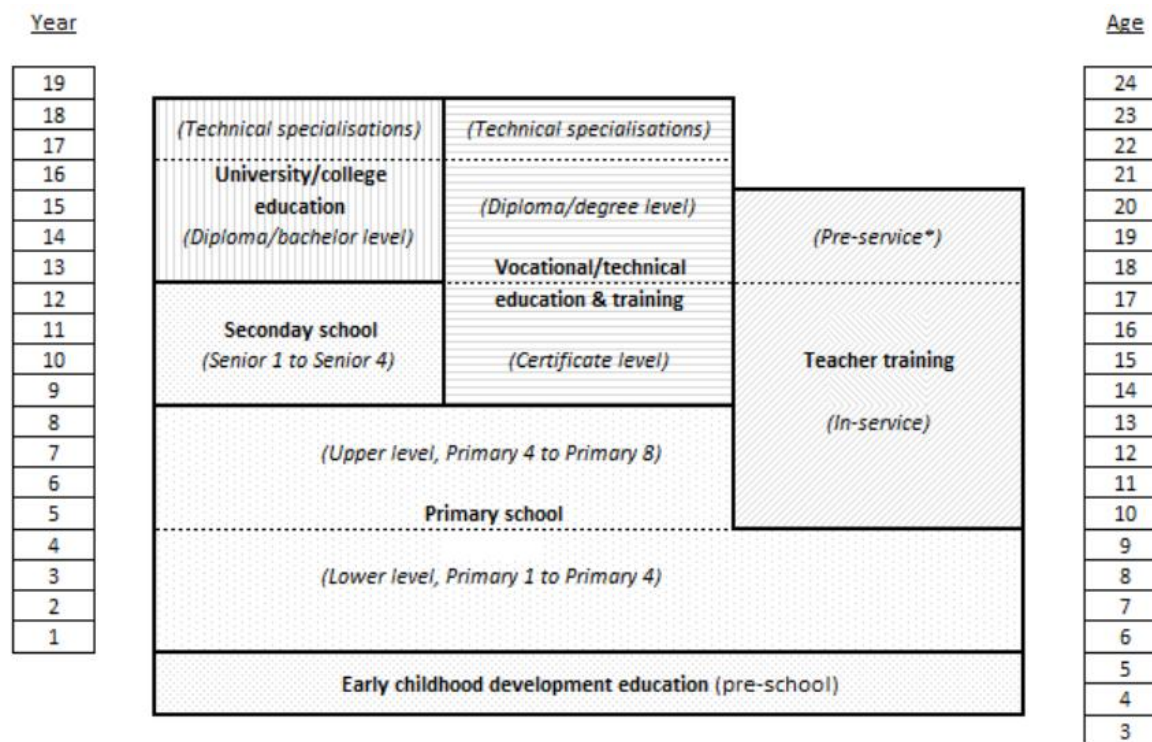 Year
Age
19
24
18
23
(Technical specialisations)
(Technical specialisations)
17
22
16
University/college
21
15
education
(Diploma/degree level)
20
14
(Diploma/bachelor level)
(Pre-service*)
19
13
Vocational/technical
18
12
education & training
17
11
Seconday school
16
10
(Senior 1 to Senior 4)
(Certificate level)
Teacher training
15
9
14
8
(In-service)
13
7
(Upper level, Primary 4 to Primary 8)
12
6
11
5
Primary school
10
4
9
3
(Lower level, Primary 1 to Primary 4)
8
2
7
1
6
5
Early childhood development education (pre-school)
4
3